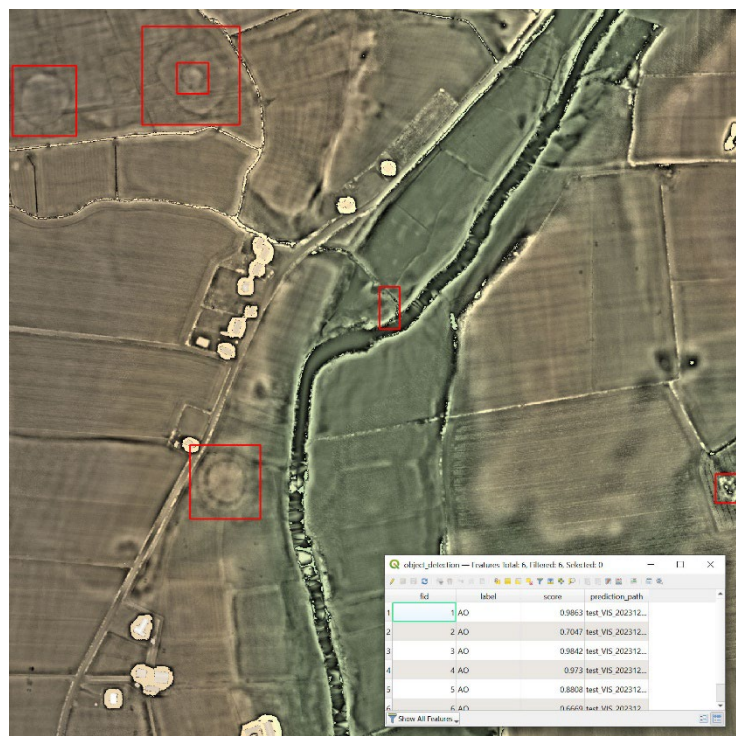 object_detection — Features Total: 6, Filtered: 6, Selected: 0
fid label score prediction_path
1 1 AO 0.9863 test_VIS_202312...
2 2 AO 0.7047 test_VIS_202312...
3 3 AO 0.9842 test_VIS_202312...
4 4 AO 0.973 test_VIS_202312...
5 5 AO 0.8808 test_VIS_202312...
6 6 AO 0.6669 test_VIS_202312...
Show All Features